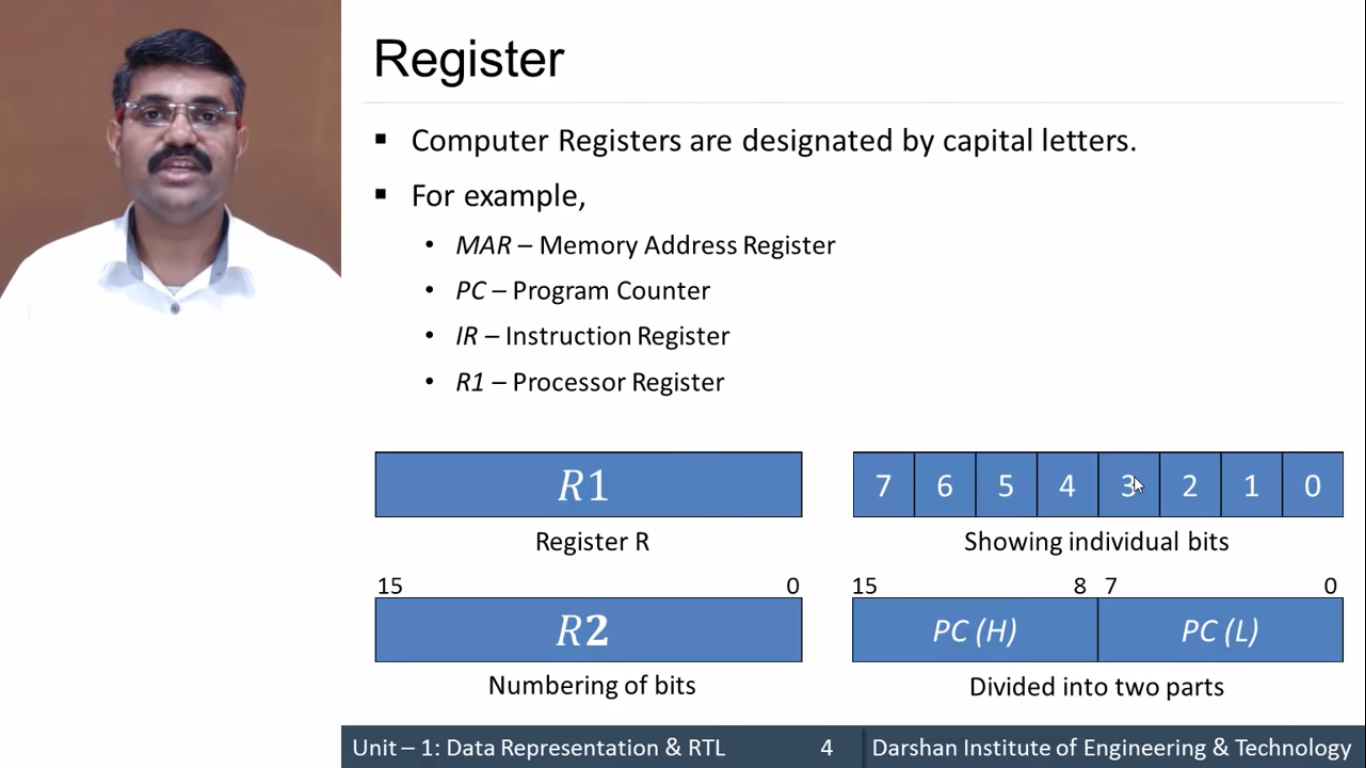 Register
▪ Computer Registers are designated by capital letters.
▪ For example,
• MAR – Memory Address Register
• PC – Program Counter
• IR – Instruction Register
• R1 – Processor Register
R1
Register R
7 6 5 4 3 2 1 0
Showing individual bits
15 0
R2
Numbering of bits
15 8 7 0
PC (H) PC (L)
Divided into two parts
Unit – 1: Data Representation & RTL 4 Darshan Institute of Engineering & Technology